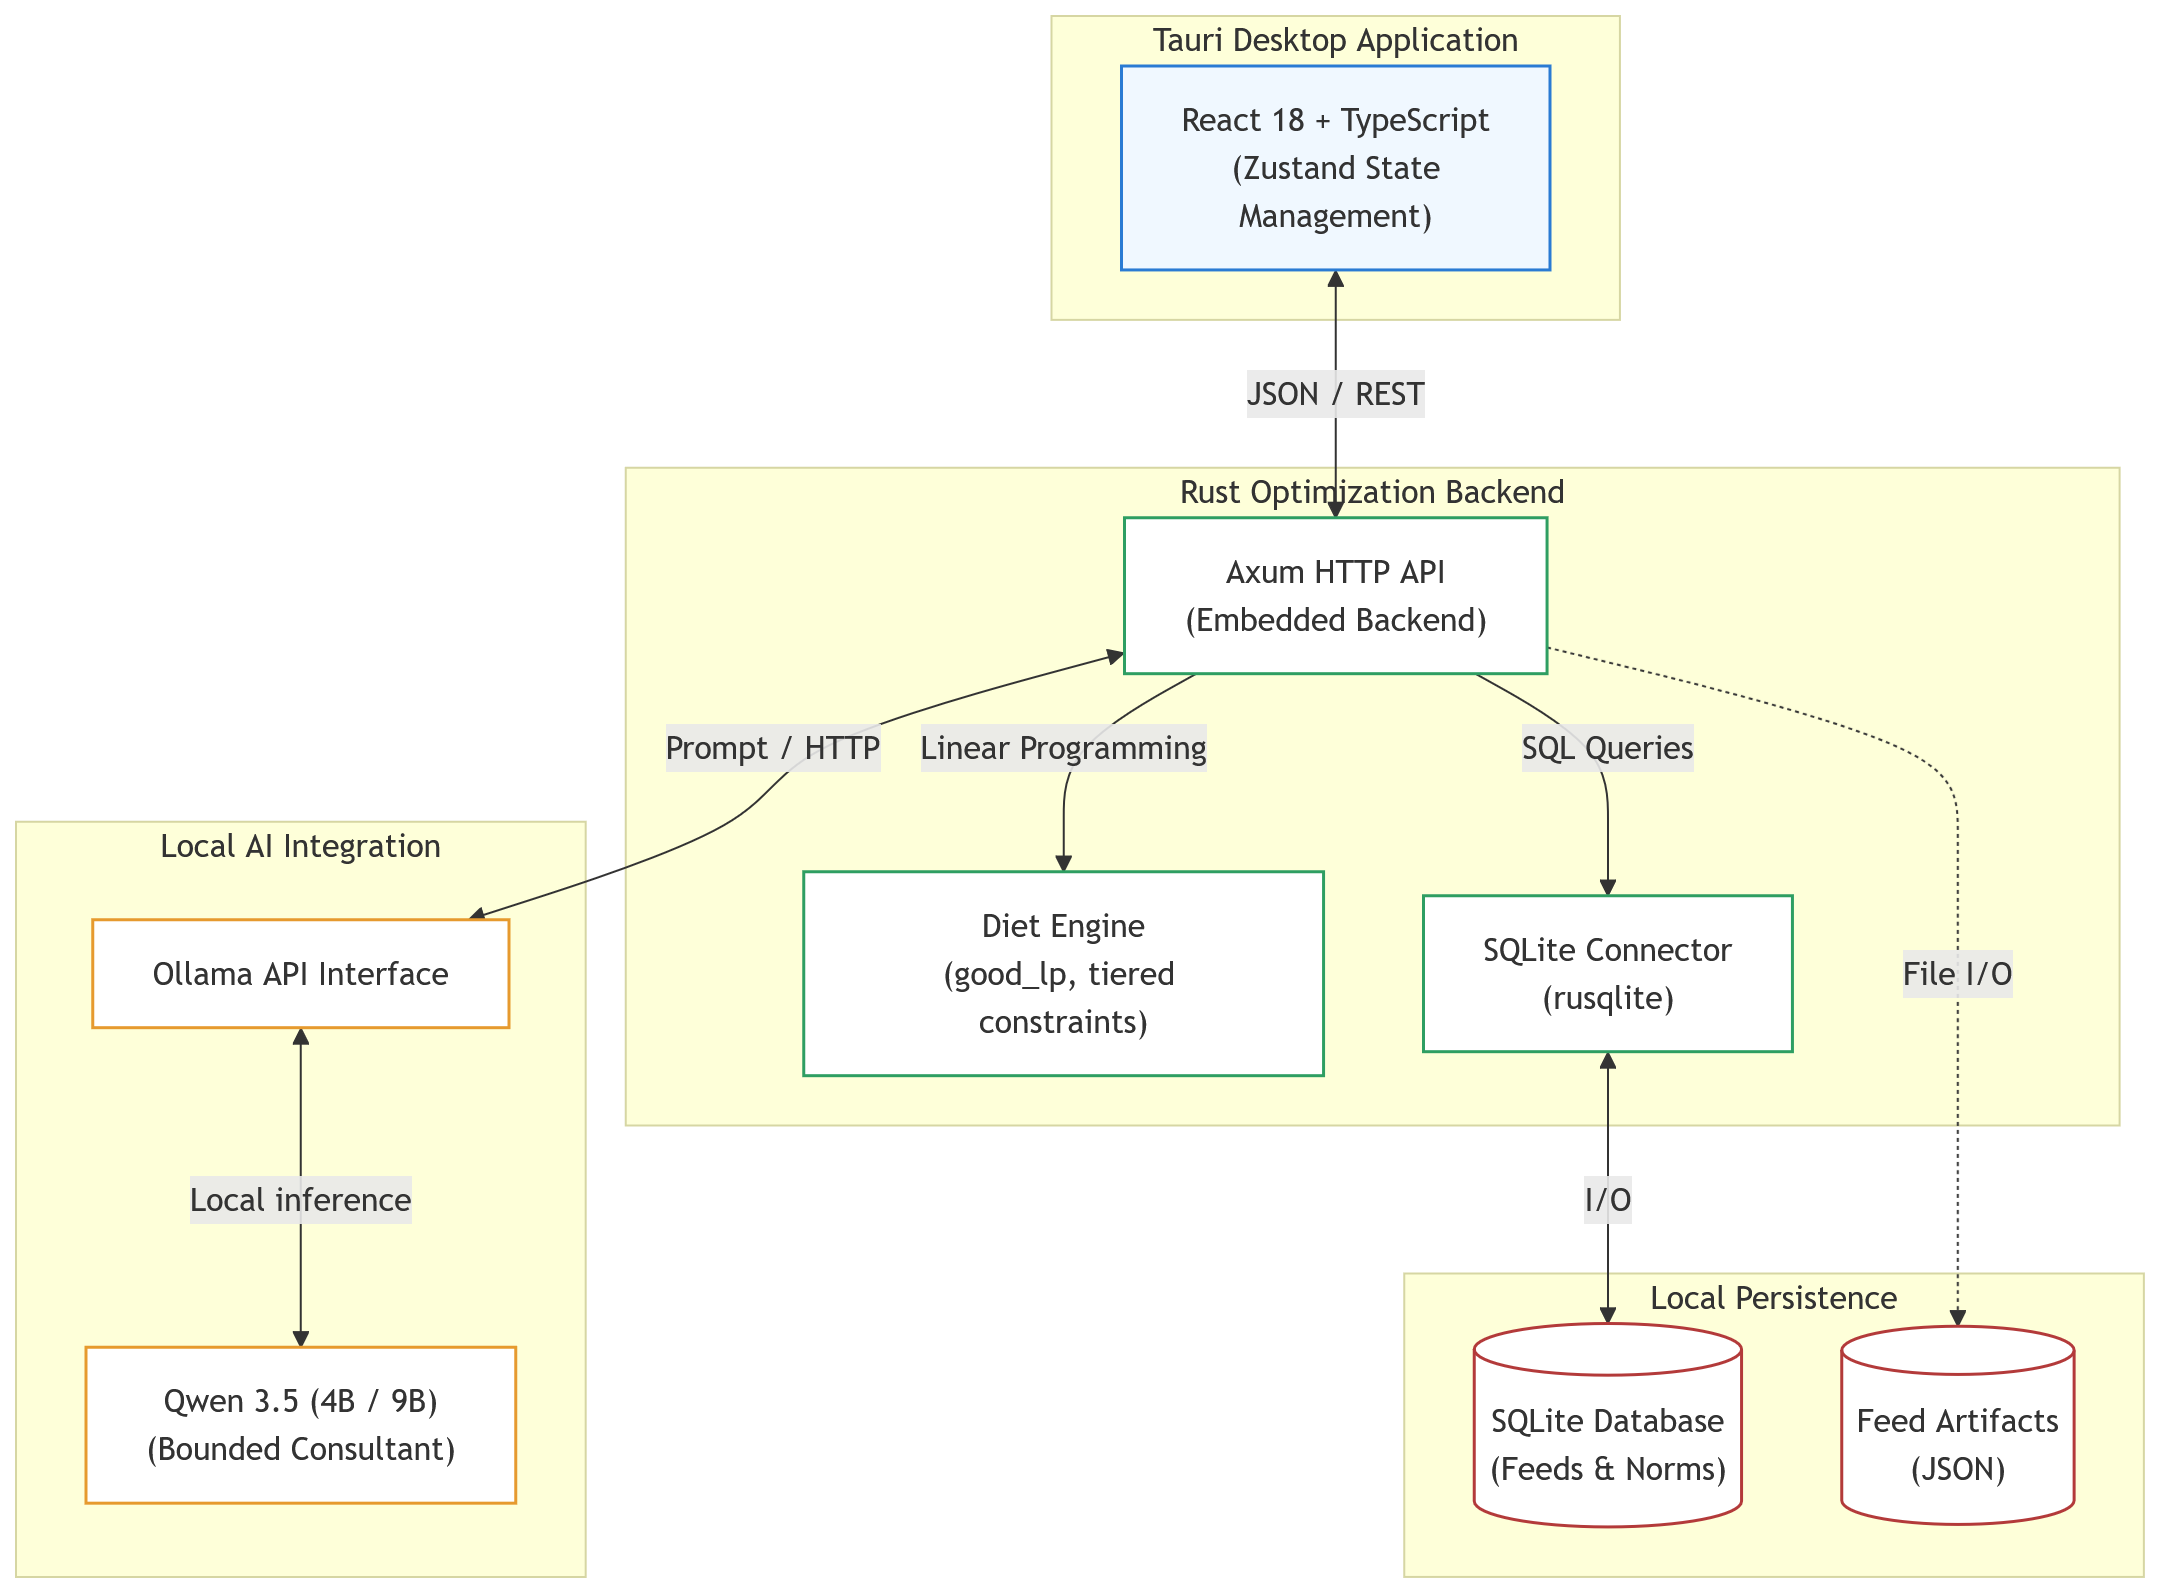 Tauri Desktop Application
React 18 + TypeScript
(Zustand State
Management)
JSON / REST
Rust Optimization Backend
Axum HTTP API
(Embedded Backend)
Prompt / HTTP
Linear Programming
SQL Queries
Local AI Integration
Ollama API Interface
Diet Engine
(good_lp, tiered
constraints)
SQLite Connector
(rusqlite)
File I/O
Local inference
I/O
Local Persistence
Qwen 3.5 (4B / 9B)
(Bounded Consultant)
SQLite Database
(Feeds & Norms)
Feed Artifacts
(JSON)